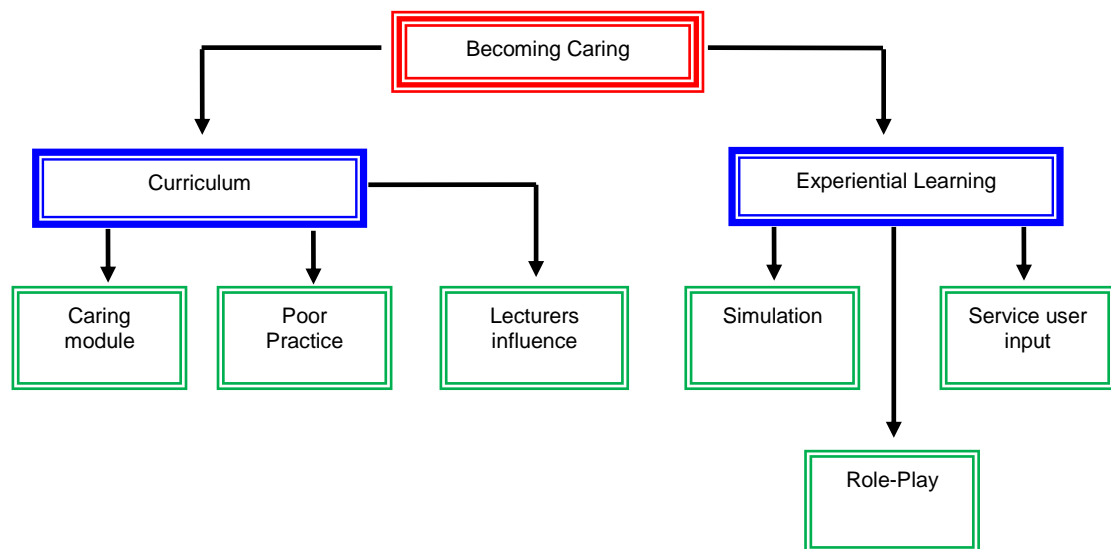 Becoming Caring
Curriculum
Experiential Learning
Caring
module
Poor
Practice
Lecturers
influence
Simulation
Service user
input
Role-Play